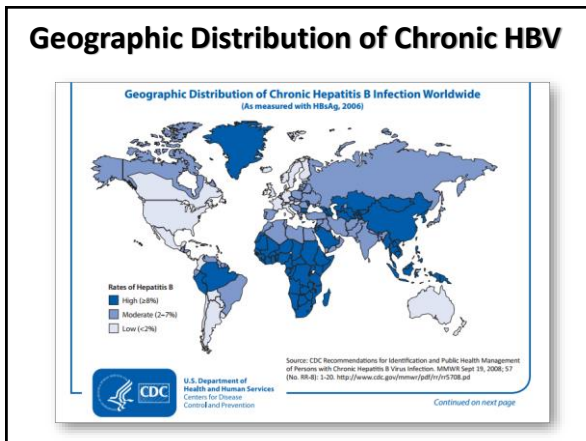 Geographic Distribution of Chronic HBV
Geographic Distribution of Chronic Hepatitis B Infection Worldwide
(As measured with HBsAg, 2006)
Rates of Hepatitis B
High (≥8%)
Moderate (2–7%)
Low (<2%)
Source: CDC Recommendations for Identification and Public Health Management
of Persons with Chronic Hepatitis B Virus Infection. MMWR Sept 19, 2008; 57
(No. RR-8): 1-20. http://www.cdc.gov/mmwr/pdf/rr/rr5708.pd
CDC
U.S. Department of
Health and Human Services
Centers for Disease
Control and Prevention
Continued on next page